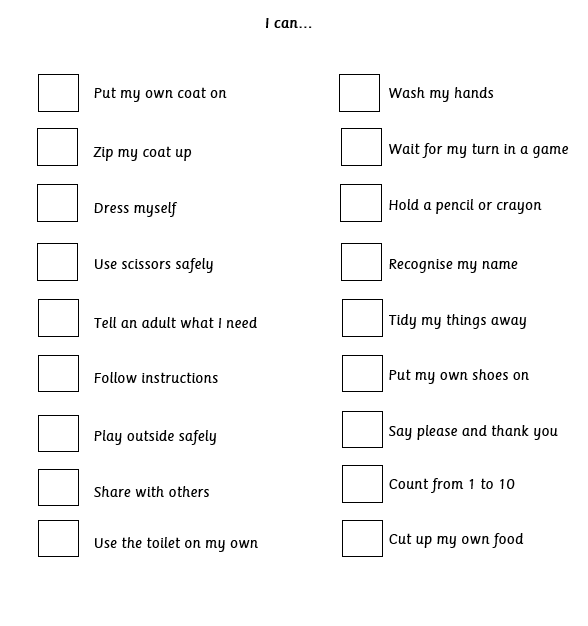 I can...
Put my own coat on
Zip my coat up
Dress myself
Use scissors safely
Tell an adult what I need
Follow instructions
Play outside safely
Share with others
Use the toilet on my own
Wash my hands
Wait for my turn in a game
Hold a pencil or crayon
Recognise my name
Tidy my things away
Put my own shoes on
Say please and thank you
Count from 1 to 10
Cut up my own food